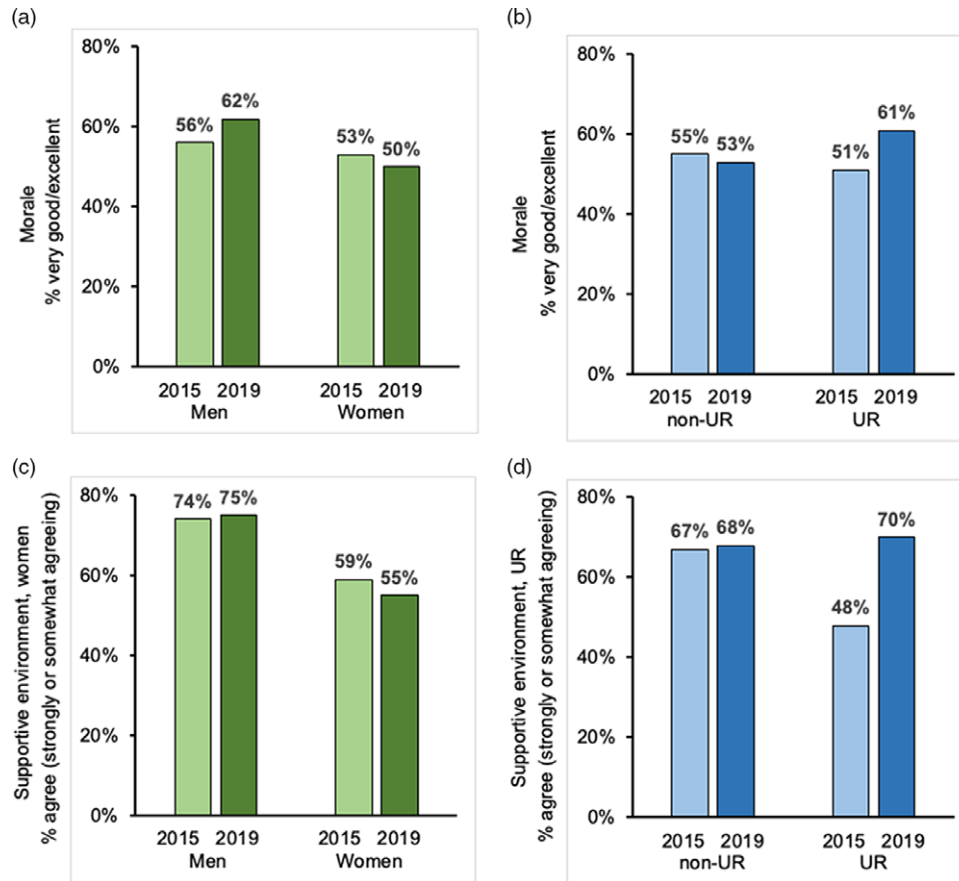 (a)
80%
60%
40%
20%
0%
Morale
% very good/excellent
56%
62%
53%
50%
2015 2019
Men
2015 2019
Women
(b)
80%
60%
40%
20%
0%
Morale
% very good/excellent
55%
53%
51%
61%
2015 2019
non-UR
2015 2019
UR
(c)
80%
60%
40%
20%
0%
Supportive environment, women
% agree (strongly or somewhat agreeing)
74%
75%
59%
55%
2015 2019
Men
2015 2019
Women
(d)
80%
60%
40%
20%
0%
Supportive environment, UR
% agree (strongly or somewhat agreeing)
67%
68%
48%
70%
2015 2019
non-UR
2015 2019
UR